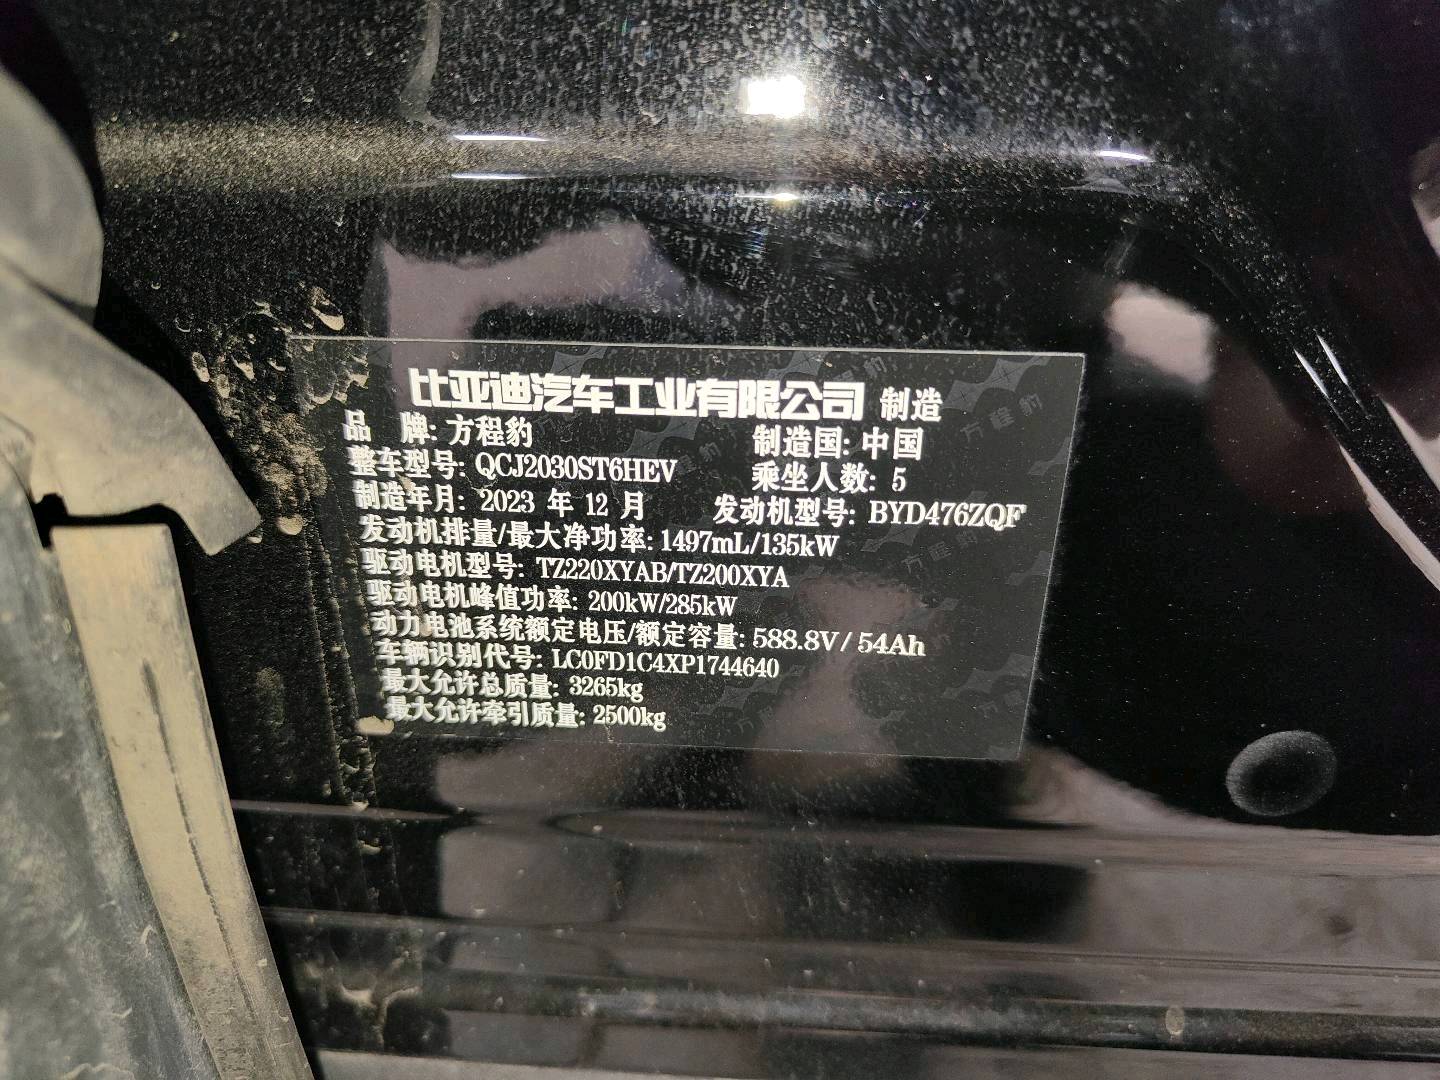 比亚迪汽车工业有限公司 制造
品 牌: 方程豹 制造国: 中国
整车型号: QCJ2030ST6HEV 乘坐人数: 5
制造年月: 2023 年 12 月 发动机型号: BYD476ZQF
发动机排量/最大净功率: 1497mL/135kW
驱动电机型号: TZ220XYAB/TZ200XYA
驱动电机峰值功率: 200kW/285kW
动力电池系统额定电压/额定容量: 588.8V/ 54Ah
车辆识别代号: LC0FD1C4XP1744640
最大允许总质量: 3265kg
最大允许牵引质量: 2500kg